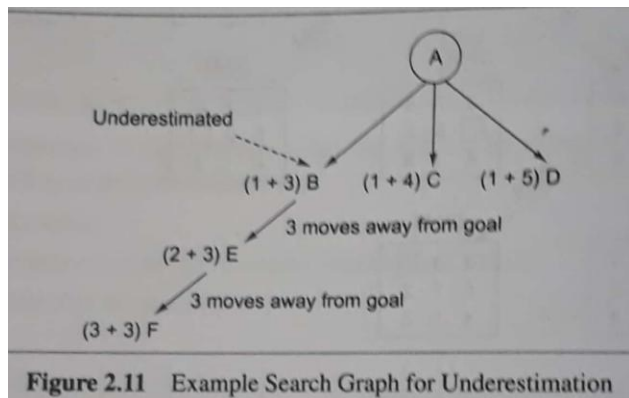 A
Underestimated
(1 + 3) B (1 + 4) C (1 + 5) D
3 moves away from goal
(2 + 3) E
3 moves away from goal
(3 + 3) F
Figure 2.11 Example Search Graph for Underestimation